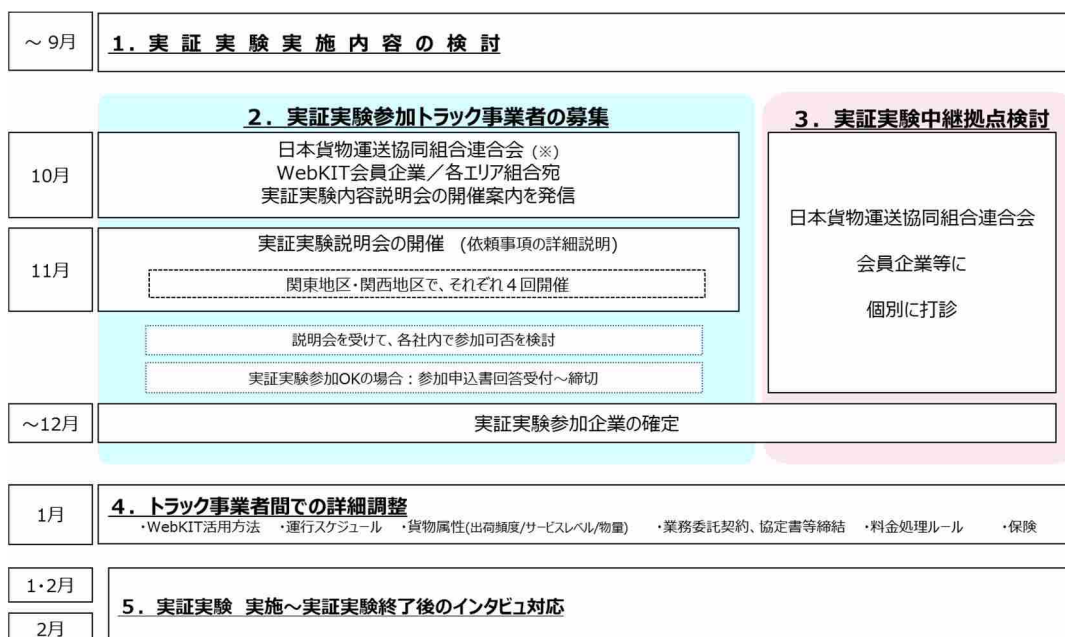 ～ 9月
1．実 証 実 験 実 施 内 容 の 検 討
2．実証実験参加トラック事業者の募集
3．実証実験中継拠点検討
10月
日本貨物運送協同組合連合会（※）
WebKIT会員企業／各エリア組合宛
実証実験内容説明会の開催案内を発信
11月
実証実験説明会の開催 (依頼事項の詳細説明)
関東地区・関西地区で、それぞれ４回開催
説明会を受けて、各社内で参加可否を検討
実証実験参加OKの場合：参加申込書回答受付～締切
日本貨物運送協同組合連合会
会員企業等に
個別に打診
～12月
実証実験参加企業の確定
1月
4．トラック事業者間での詳細調整
・WebKIT活用方法 ・運行スケジュール ・貨物属性(出荷頻度/サービスレベル/物量) ・業務委託契約、協定書等締結 ・料金処理ルール ・保険
1・2月
2月
5．実証実験 実施～実証実験終了後のインタビュ対応